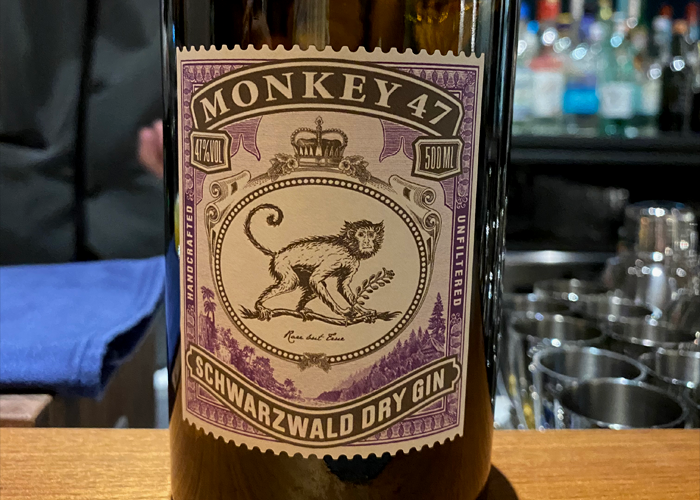 MONKEY 47
47%VOL
500 ML
HANDCRAFTED
UNFILTERED
SCHWARZWALD DRY GIN